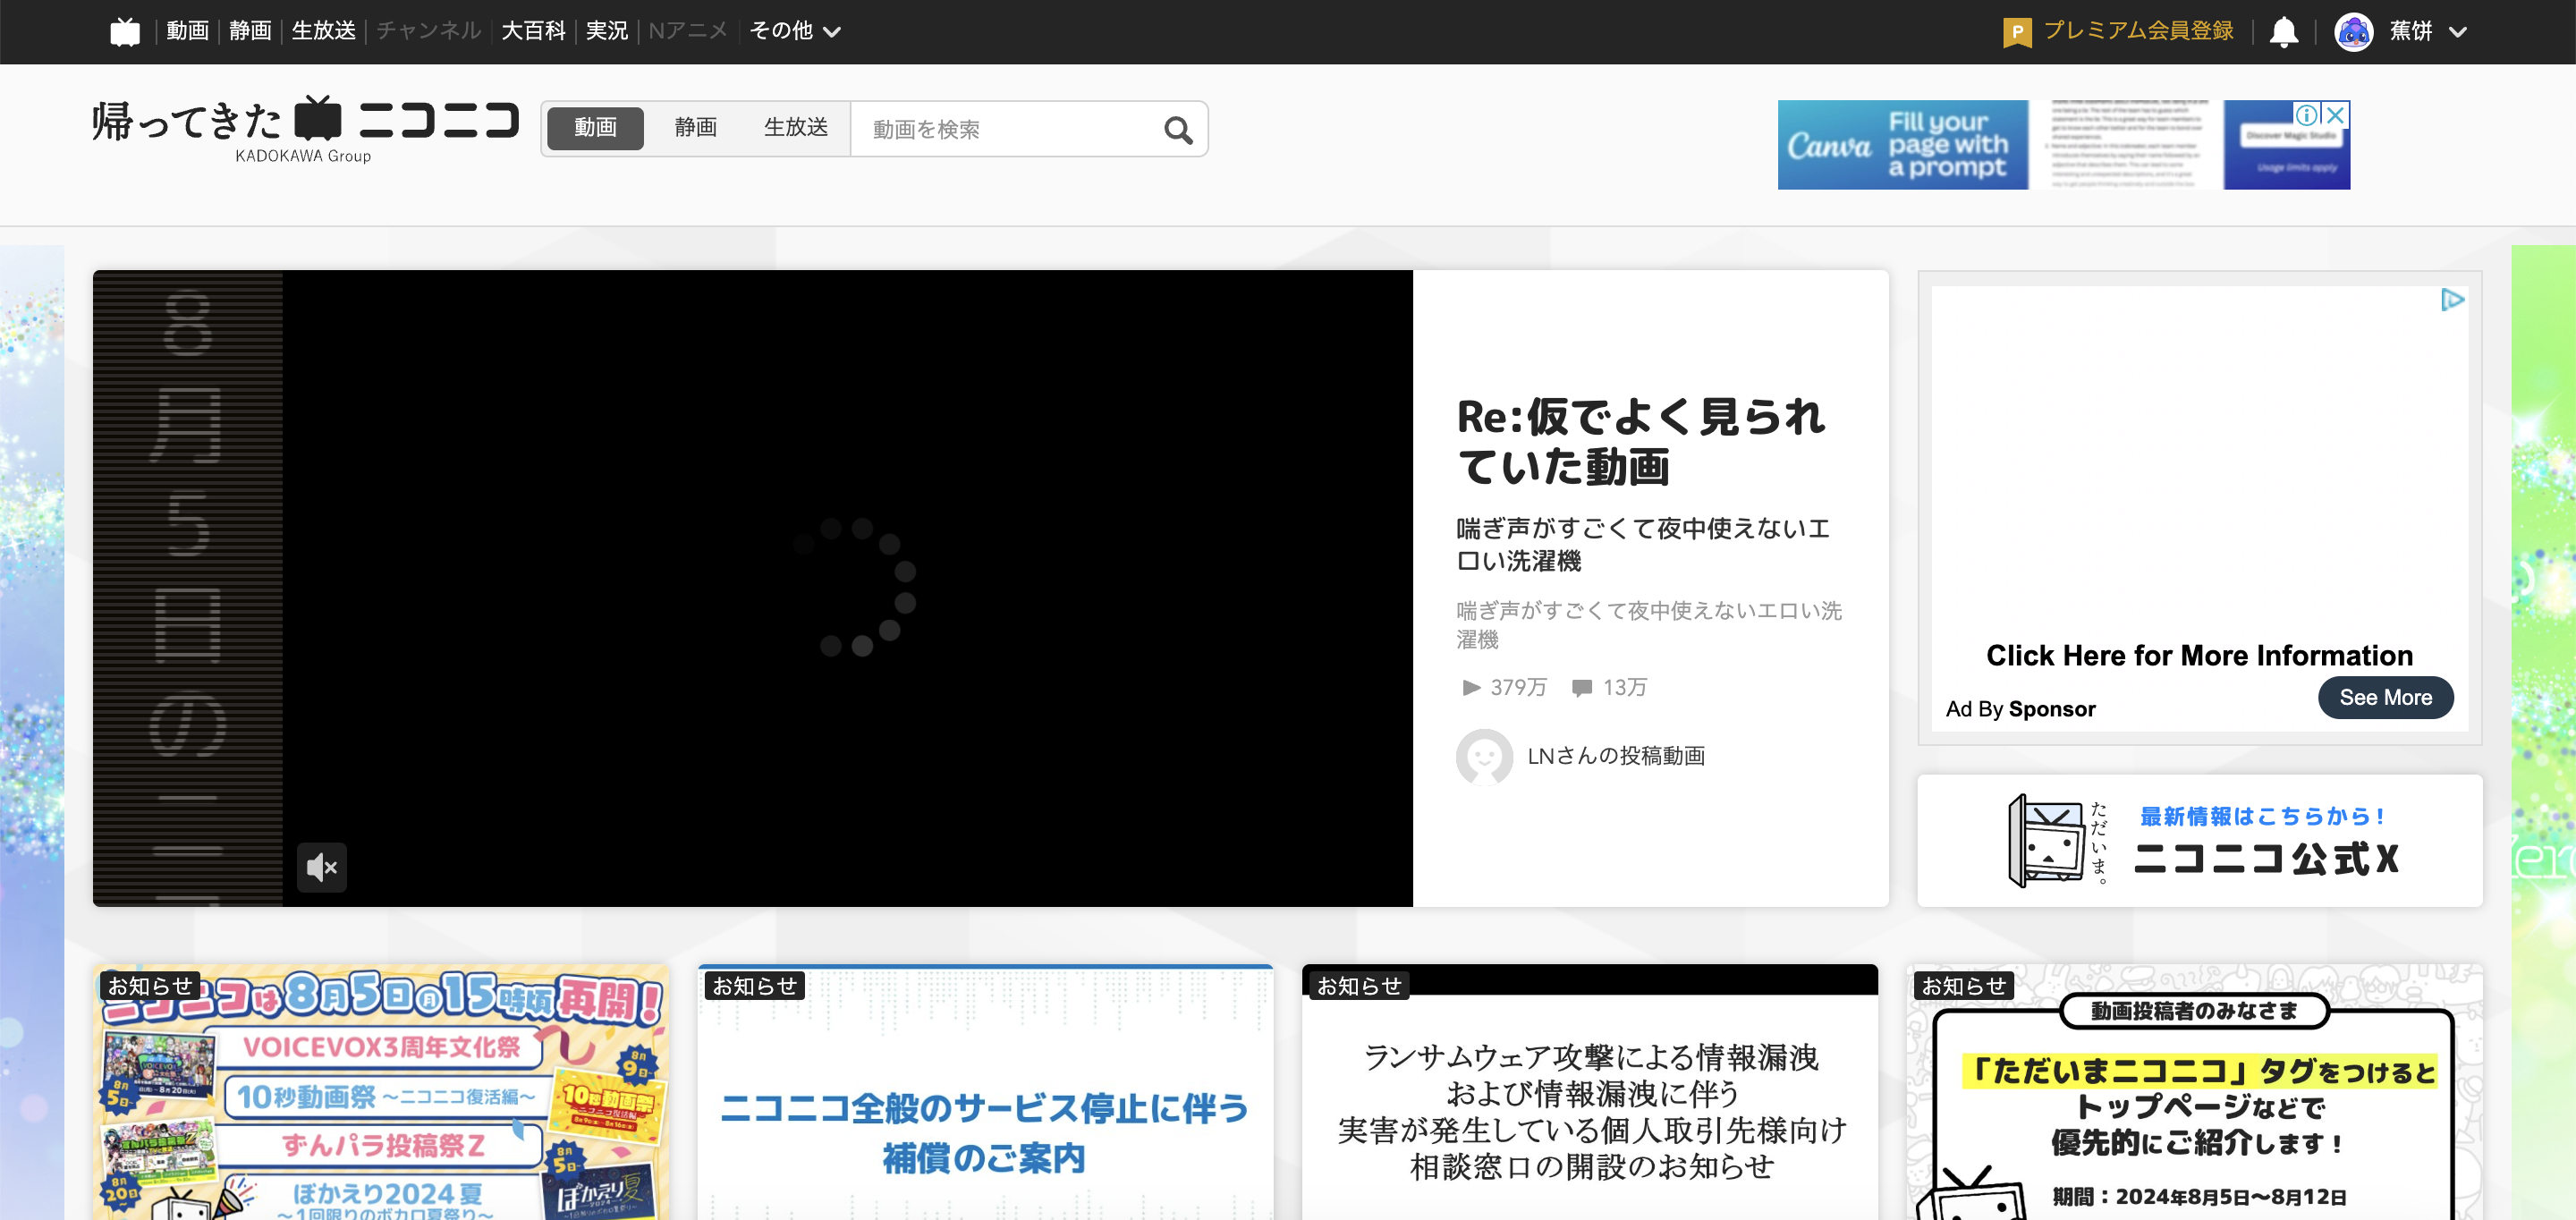 動画
静画
生放送
チャンネル
大百科
実況
Nアニメ
その他
P
プレミアム会員登録
蕉饼
帰ってきた ニコニコ
KADOKAWA Group
動画
静画
生放送
動画を検索
Canva
Fill your
page with
a prompt
Discover Magic Studio
Usage limits apply
8月5日の
Re:仮でよく見られ
ていた動画
喘ぎ声がすごくて夜中使えないエ
ロい洗濯機
喘ぎ声がすごくて夜中使えないエロい洗
濯機
379万
13万
LNさんの投稿動画
Click Here for More Information
Ad By Sponsor
See More
ただいま。
最新情報はこちらから!
ニコニコ公式X
お知らせ
ニコニコは8月5日(月)15時頃再開!
VOICEVOX3周年文化祭
8月5日~
8月9日~
10秒動画祭 ~ニコニコ復活編~
10秒動画祭
ずんパラ投稿祭Z
8月20日
8月5日~
ぼかえり2024 夏
~1回限りのボカロ夏祭り~
ぼかえり夏
お知らせ
ニコニコ全般のサービス停止に伴う
補償のご案内
お知らせ
ランサムウェア攻撃による情報漏洩
および情報漏洩に伴う
実害が発生している個人取引先様向け
相談窓口の開設のお知らせ
お知らせ
動画投稿者のみなさま
「ただいまニコニコ」タグをつけると
トップページなどで
優先的にご紹介します!
期間:2024年8月5日~8月12日